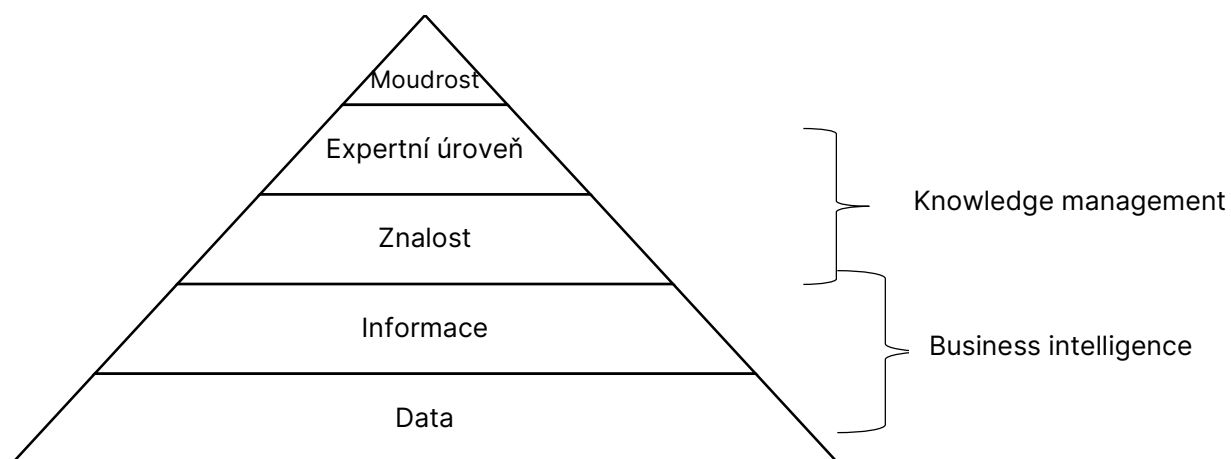 Moudrost
Expertní úroveň
Knowledge management
Znalost
Informace
Business intelligence
Data